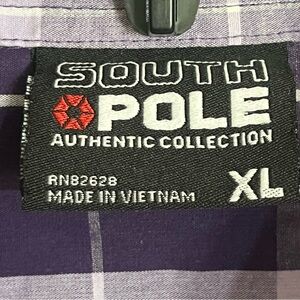 SOUTH
POLE
AUTHENTIC COLLECTION
RN82628
MADE IN VIETNAM
XL